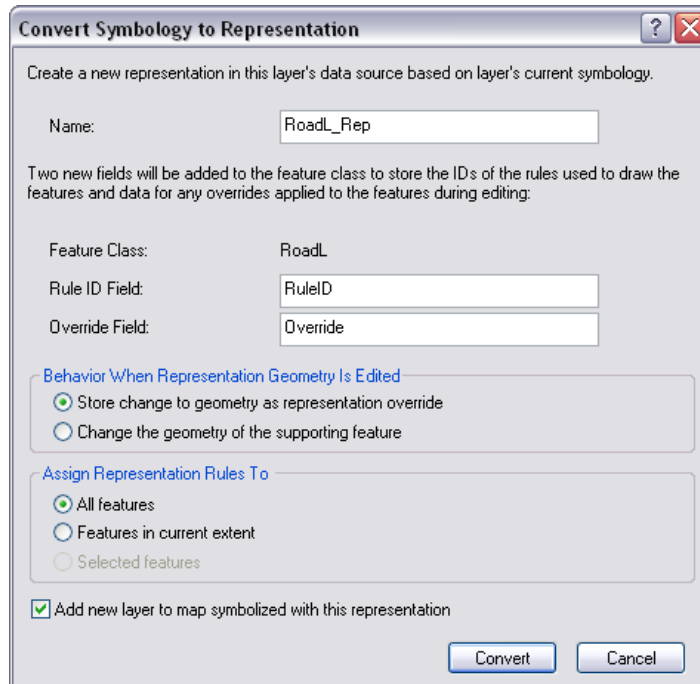 Convert Symbology to Representation
Create a new representation in this layer's data source based on layer's current symbology.
Name: RoadL_Rep
Two new fields will be added to the feature class to store the IDs of the rules used to draw the
features and data for any overrides applied to the features during editing:
Feature Class: RoadL
Rule ID Field: RuleID
Override Field: Override
Behavior When Representation Geometry Is Edited
Store change to geometry as representation override
Change the geometry of the supporting feature
Assign Representation Rules To
All features
Features in current extent
Selected features
Add new layer to map symbolized with this representation
Convert Cancel